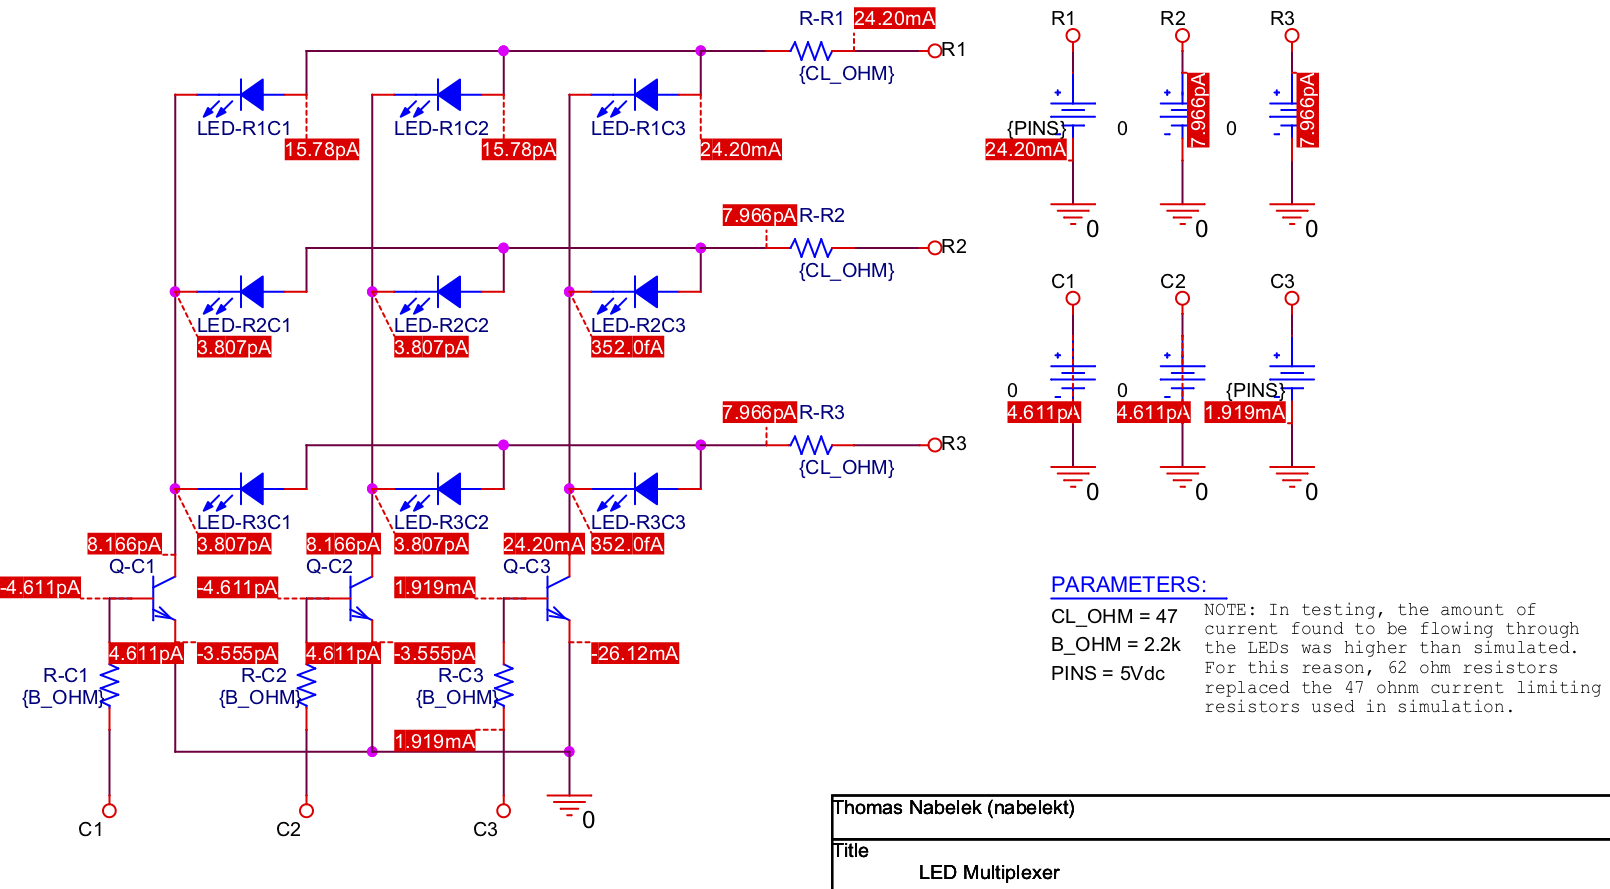 R-R1
24.20mA
R1
{CL_OHM}
LED-R1C1
LED-R1C2
LED-R1C3
15.78pA
15.78pA
24.20mA
7.966pA
R-R2
R2
{CL_OHM}
LED-R2C1
LED-R2C2
LED-R2C3
3.807pA
3.807pA
352.0fA
7.966pA
R-R3
R3
{CL_OHM}
LED-R3C1
LED-R3C2
LED-R3C3
8.166pA
3.807pA
8.166pA
3.807pA
24.20mA
352.0fA
Q-C1
Q-C2
Q-C3
-4.611pA
-4.611pA
1.919mA
4.611pA
-3.555pA
4.611pA
-3.555pA
-26.12mA
R-C1
R-C2
R-C3
{B_OHM}
{B_OHM}
{B_OHM}
1.919mA
C1
C2
C3
0
R1
R2
R3
+
+
+
7.966pA
7.966pA
{PINS}
0
0
-
-
-
24.20mA
0
0
0
C1
C2
C3
+
+
+
0
0
{PINS}
-
-
-
4.611pA
4.611pA
1.919mA
0
0
0
PARAMETERS:
CL_OHM = 47
B_OHM = 2.2k
PINS = 5Vdc
NOTE: In testing, the amount of
current found to be flowing through
the LEDs was higher than simulated.
For this reason, 62 ohm resistors
replaced the 47 ohnm current limiting
resistors used in simulation.
Thomas Nabelek (nabelekt)
Title
LED Multiplexer